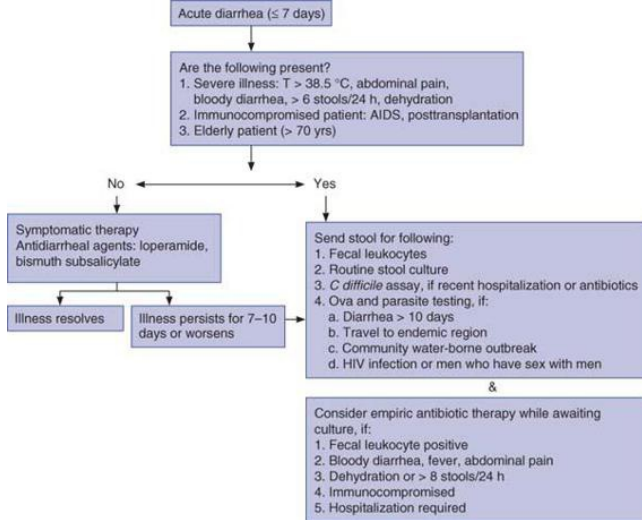 Acute diarrhea (≤ 7 days)
Are the following present?
1. Severe illness: T > 38.5 °C, abdominal pain,
bloody diarrhea, > 6 stools/24 h, dehydration
2. Immunocompromised patient: AIDS, posttransplantation
3. Elderly patient (> 70 yrs)
No
Yes
Symptomatic therapy
Antidiarrheal agents: loperamide,
bismuth subsalicylate
Illness resolves
Illness persists for 7–10
days or worsens
Send stool for following:
1. Fecal leukocytes
2. Routine stool culture
3. C difficile assay, if recent hospitalization or antibiotics
4. Ova and parasite testing, if:
a. Diarrhea > 10 days
b. Travel to endemic region
c. Community water-borne outbreak
d. HIV infection or men who have sex with men
&
Consider empiric antibiotic therapy while awaiting
culture, if:
1. Fecal leukocyte positive
2. Bloody diarrhea, fever, abdominal pain
3. Dehydration or > 8 stools/24 h
4. Immunocompromised
5. Hospitalization required